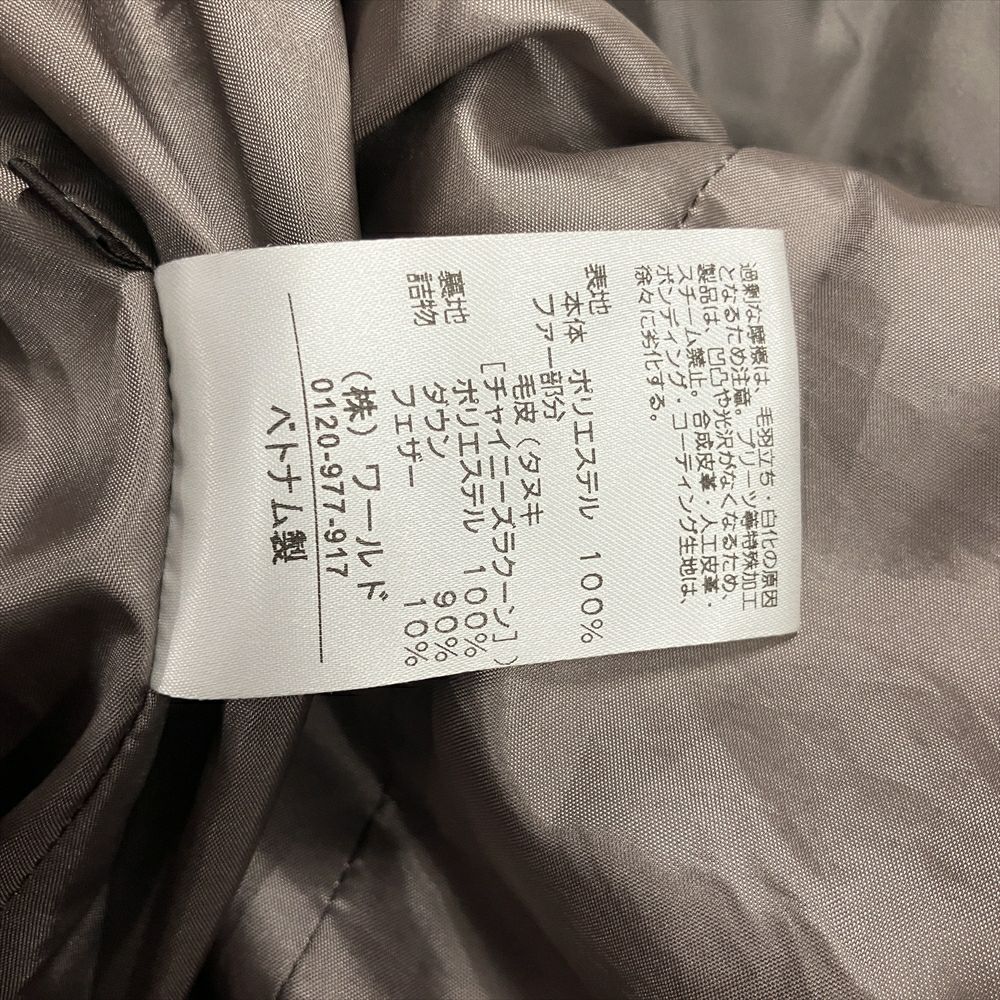 過剰な摩擦は、毛羽立ち・白化の原因
となるため注意。プリーツ等特殊加工
製品は、凹凸や光沢がなくなるため、
スチーム禁止。合成皮革・人工皮革・
ボンディング・コーディング生地は、
徐々に劣化する。
表地
本体 ポリエステル 100%
ファー部分
毛皮(タヌキ
[チャイニーズラクーン])
裏地 ポリエステル 100%
詰物 ダウン 90%
フェザー 10%
(株)ワールド
0120-977-917
ベトナム製